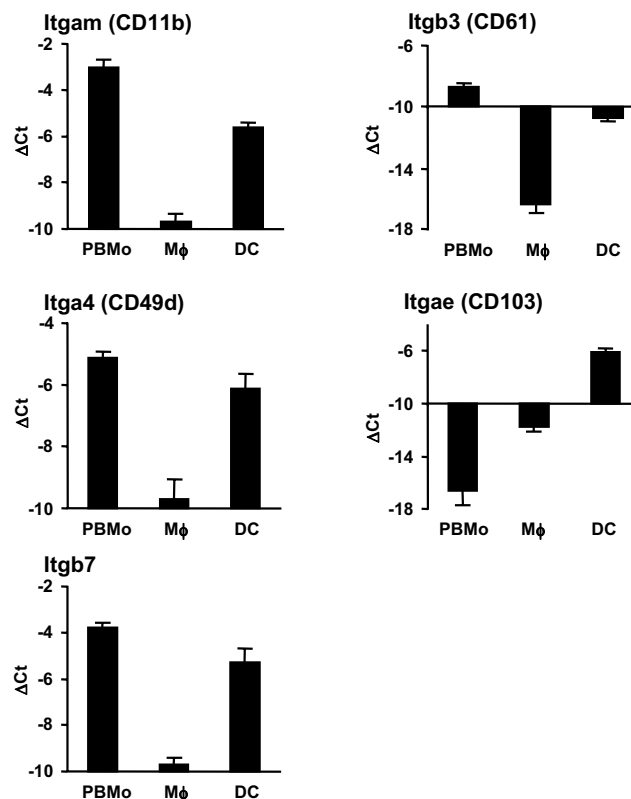 Itgam (CD11b)
-2
-4
-6
-8
-10
ΔCt
PBMo Mϕ DC
Itgb3 (CD61)
-6
-10
-14
-18
ΔCt
PBMo Mϕ DC
Itga4 (CD49d)
-4
-6
-8
-10
ΔCt
PBMo Mϕ DC
Itgae (CD103)
-6
-10
-14
-18
ΔCt
PBMo Mϕ DC
Itgb7
-2
-4
-6
-8
-10
ΔCt
PBMo Mϕ DC